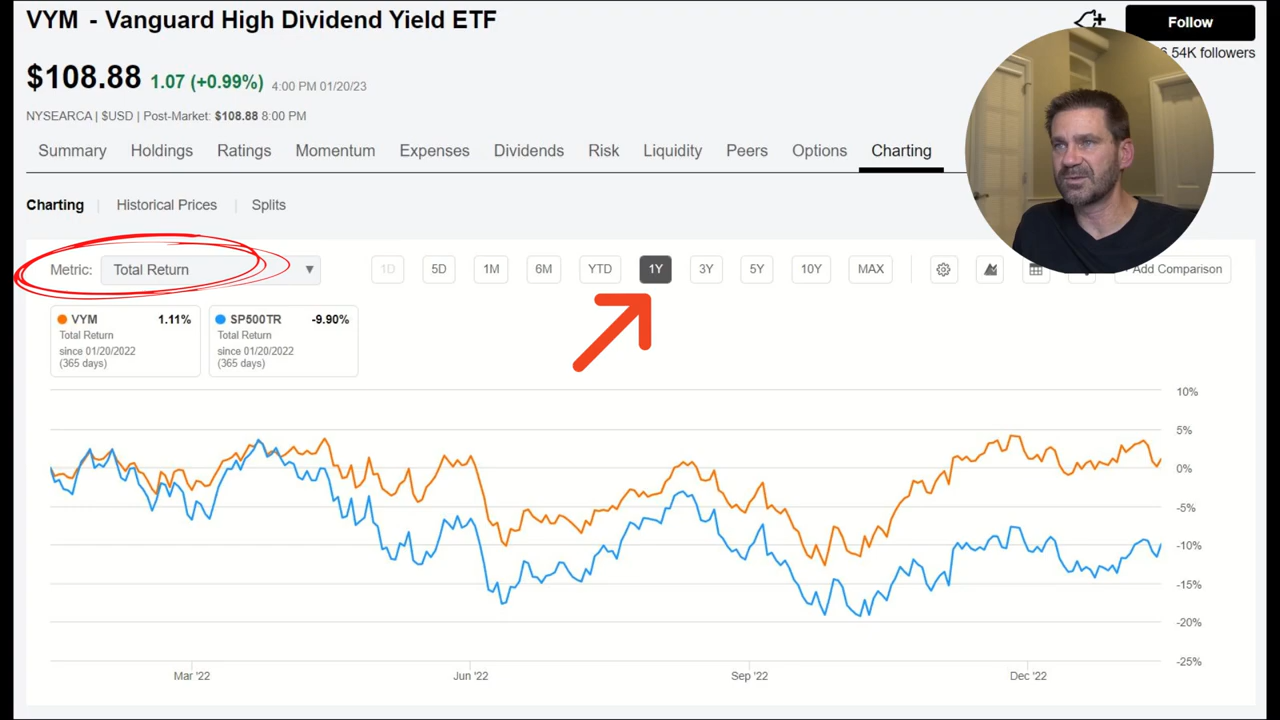 VYM - Vanguard High Dividend Yield ETF
Follow
$108.88 1.07 (+0.99%) 4:00 PM 01/20/23
6.54K followers
NYSEARCA | $USD | Post-Market: $108.88 8:00 PM
Summary Holdings Ratings Momentum Expenses Dividends Risk Liquidity Peers Options Charting
Charting | Historical Prices | Splits
Metric: Total Return 1D 5D 1M 6M YTD 1Y 3Y 5Y 10Y MAX Add Comparison
VYM 1.11% SP500TR -9.90%
Total Return Total Return
since 01/20/2022 since 01/20/2022
(365 days) (365 days)
10%
5%
0%
-5%
-10%
-15%
-20%
-25%
Mar '22 Jun '22 Sep '22 Dec '22